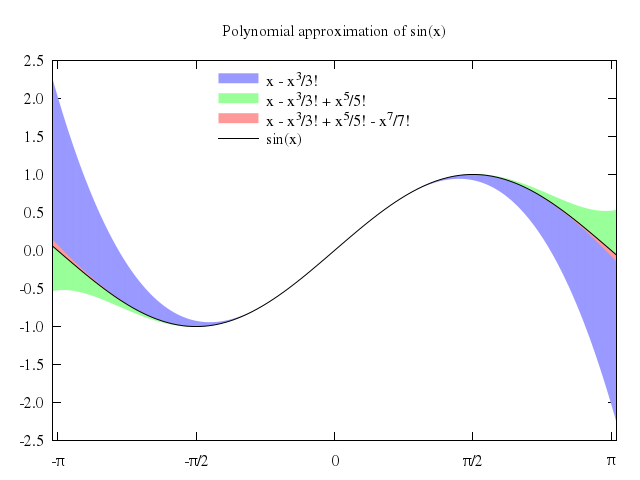 Polynomial approximation of sin(x)
x - x³/3!
x - x³/3! + x⁵/5!
x - x³/3! + x⁵/5! - x⁷/7!
sin(x)
2.5
2.0
1.5
1.0
0.5
0.0
-0.5
-1.0
-1.5
-2.0
-2.5
-π -π/2 0 π/2 π